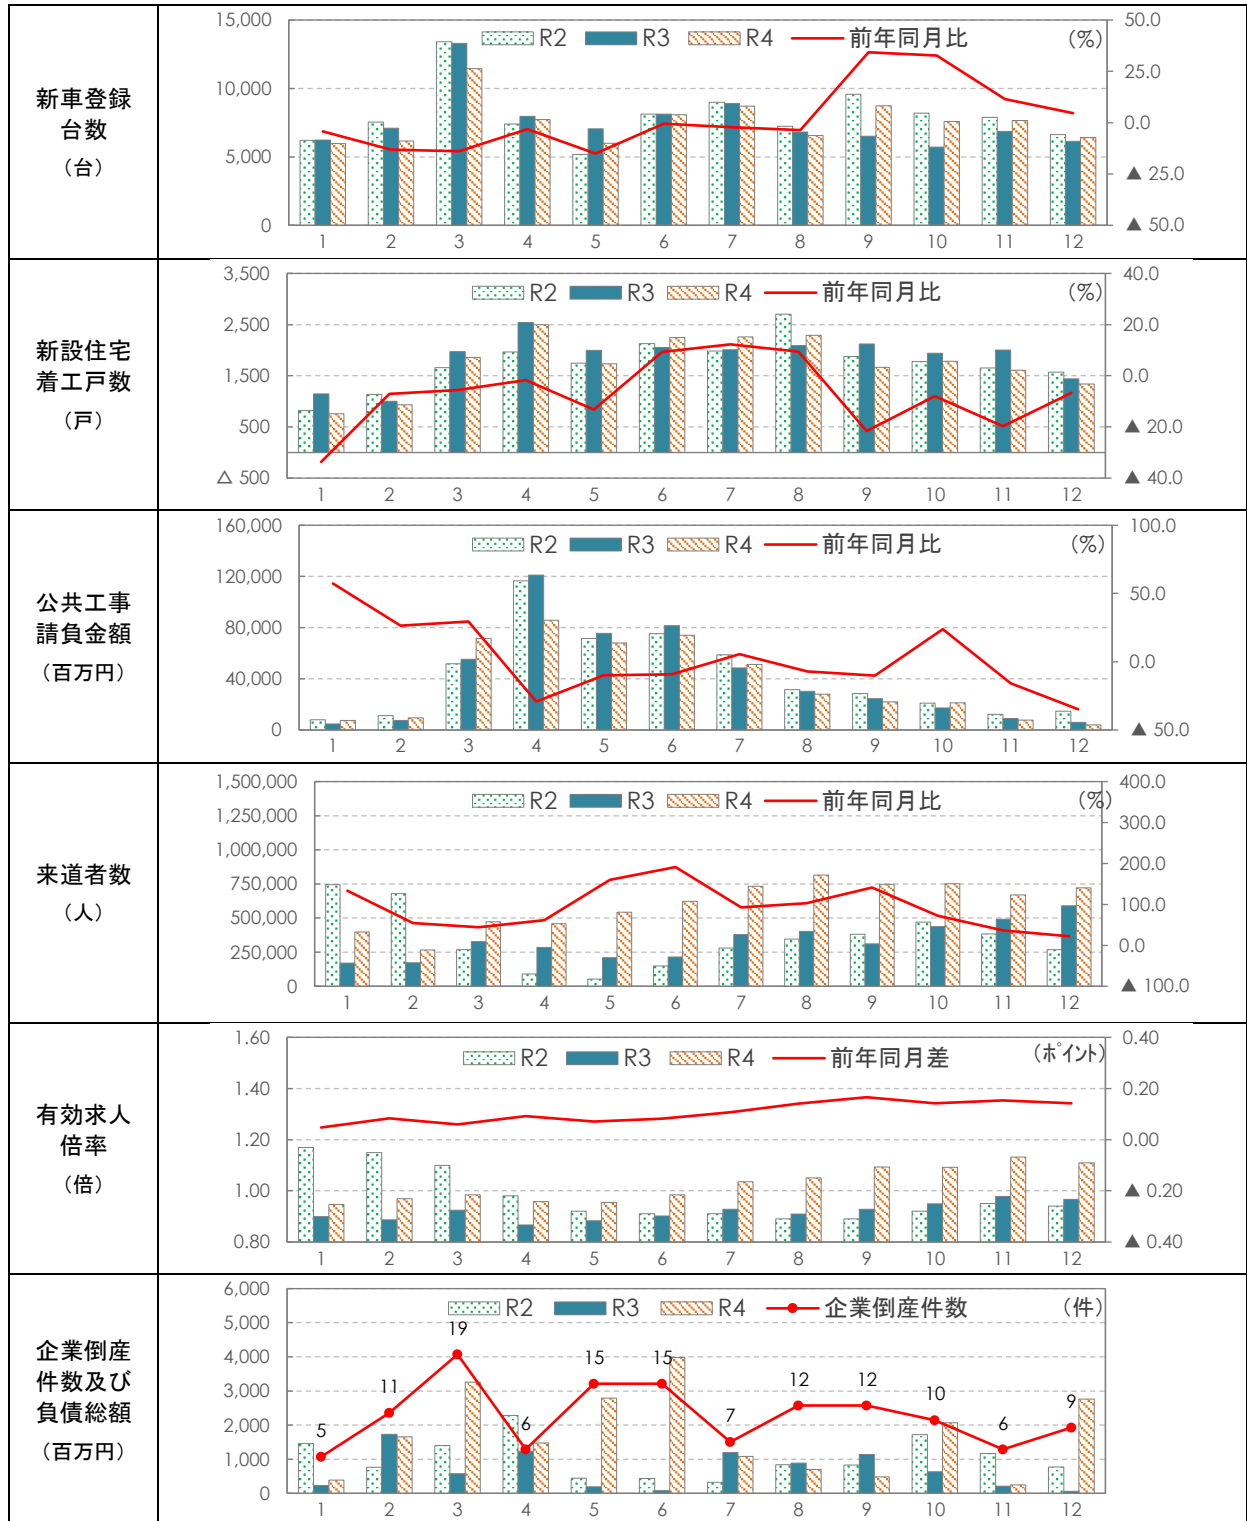 新車登録
台数
（台）
15,000
10,000
5,000
0
R2 R3 R4 前年同月比 (%)
50.0
25.0
0.0
▲ 25.0
▲ 50.0
1 2 3 4 5 6 7 8 9 10 11 12
新設住宅
着工戸数
（戸）
3,500
2,500
1,500
500
△ 500
R2 R3 R4 前年同月比 (%)
40.0
20.0
0.0
▲ 20.0
▲ 40.0
1 2 3 4 5 6 7 8 9 10 11 12
公共工事
請負金額
（百万円）
160,000
120,000
80,000
40,000
0
R2 R3 R4 前年同月比 (%)
100.0
50.0
0.0
▲ 50.0
1 2 3 4 5 6 7 8 9 10 11 12
来道者数
（人）
1,500,000
1,250,000
1,000,000
750,000
500,000
250,000
0
R2 R3 R4 前年同月比 (%)
400.0
300.0
200.0
100.0
0.0
▲ 100.0
1 2 3 4 5 6 7 8 9 10 11 12
有効求人
倍率
（倍）
1.60
1.40
1.20
1.00
0.80
R2 R3 R4 前年同月差 (ﾎﾟｲﾝﾄ)
0.40
0.20
0.00
▲ 0.20
▲ 0.40
1 2 3 4 5 6 7 8 9 10 11 12
企業倒産
件数及び
負債総額
（百万円）
6,000
5,000
4,000
3,000
2,000
1,000
0
R2 R3 R4 企業倒産件数 (件)
5 11 19 6 15 15 7 12 12 10 6 9
1 2 3 4 5 6 7 8 9 10 11 12